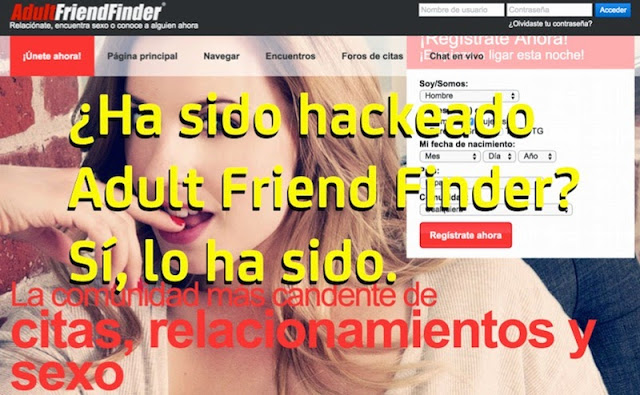 AdultFriendFinder®
Relaciónate, encuentra sexo o conoce a alguien ahora
Nombre de usuario Contraseña Acceder
¿Olvidaste tu contraseña?
¡Únete ahora! Página principal Navegar Encuentros Foros de citas Chat en vivo
¡Regístrate Ahora!
ligar esta noche!
Soy/Somos:
Hombre
TG
Mi fecha de nacimiento:
Mes Día Año
Regístrate ahora
¿Ha sido hackeado
Adult Friend Finder?
Sí, lo ha sido.
La comunidad más candente de
citas, relacionamientos y
sexo